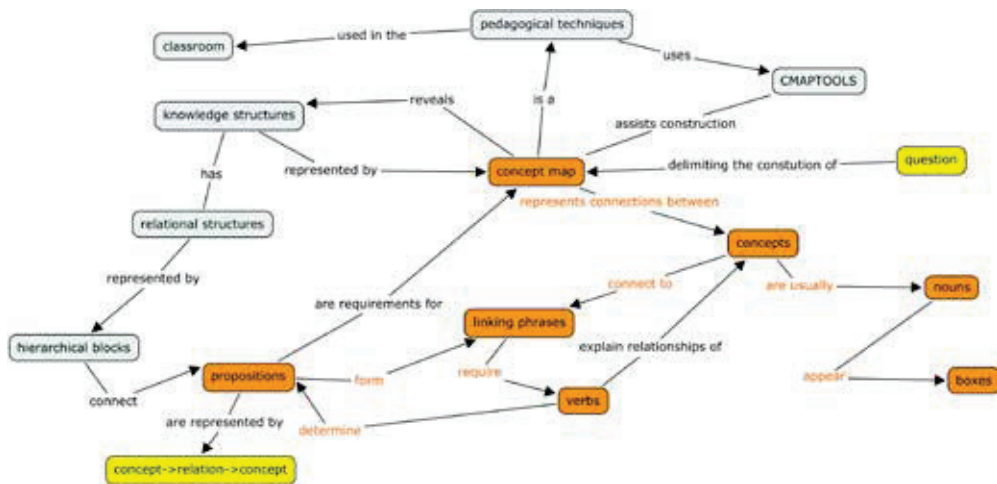 pedagogical techniques
used in the
classroom
uses
CMAPTOOLS
reveals
is a
knowledge structures
assists construction
represented by
concept map
delimiting the constution of
question
has
represents connections between
relational structures
concepts
represented by
connect to
are usually
nouns
are requirements for
linking phrases
hierarchical blocks
explain relationships of
propositions
form
require
appear
boxes
connect
verbs
are represented by
determine
concept->relation->concept